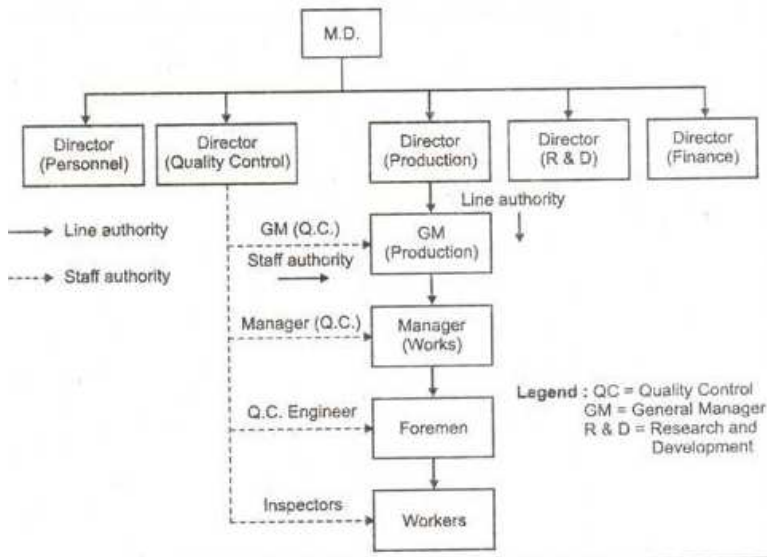 M.D.
Director
(Personnel)
Director
(Quality Control)
Director
(Production)
Director
(R & D)
Director
(Finance)
Line authority
Line authority
Staff authority
GM (Q.C.)
Staff authority
GM
(Production)
Manager (Q.C.)
Manager
(Works)
Q.C. Engineer
Foremen
Inspectors
Workers
Legend : QC = Quality Control
GM = General Manager
R & D = Research and
Development